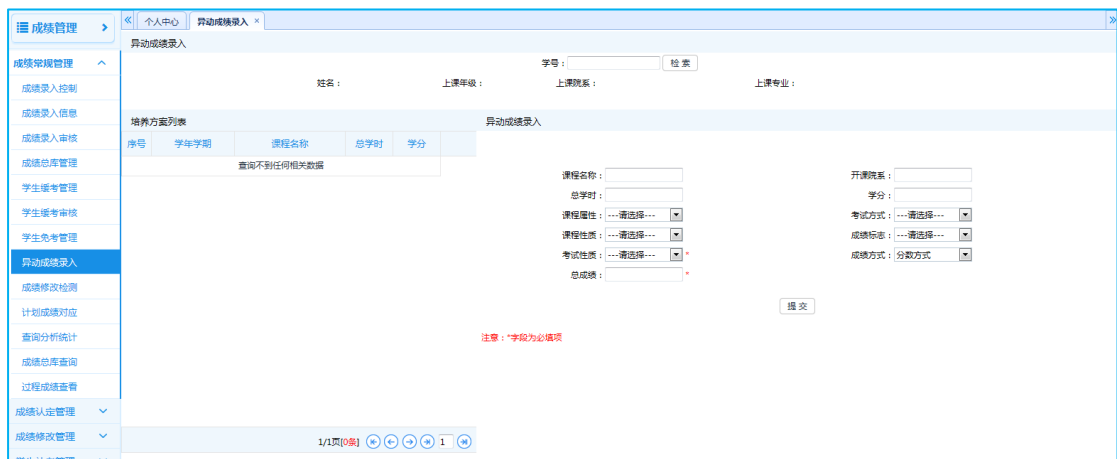 成绩管理
个人中心
异动成绩录入 ×
异动成绩录入
成绩常规管理
成绩录入控制
成绩录入信息
成绩录入审核
成绩总库管理
学生缓考管理
学生缓考审核
学生免考管理
异动成绩录入
成绩修改检测
计划成绩对应
查询分析统计
成绩总库查询
过程成绩查看
成绩认定管理
成绩修改管理
学号：
检 索
姓名： 上课年级： 上课院系： 上课专业：
培养方案列表
序号 学年学期 课程名称 总学时 学分
查询不到任何相关数据
1/1页[0条] 1
异动成绩录入
课程名称： 开课院系：
总学时： 学分：
课程属性： ---请选择--- 考试方式： ---请选择---
课程性质： ---请选择--- 成绩标志： ---请选择---
考试性质： ---请选择--- * 成绩方式： 分数方式
总成绩： *
提 交
注意：*字段为必填项